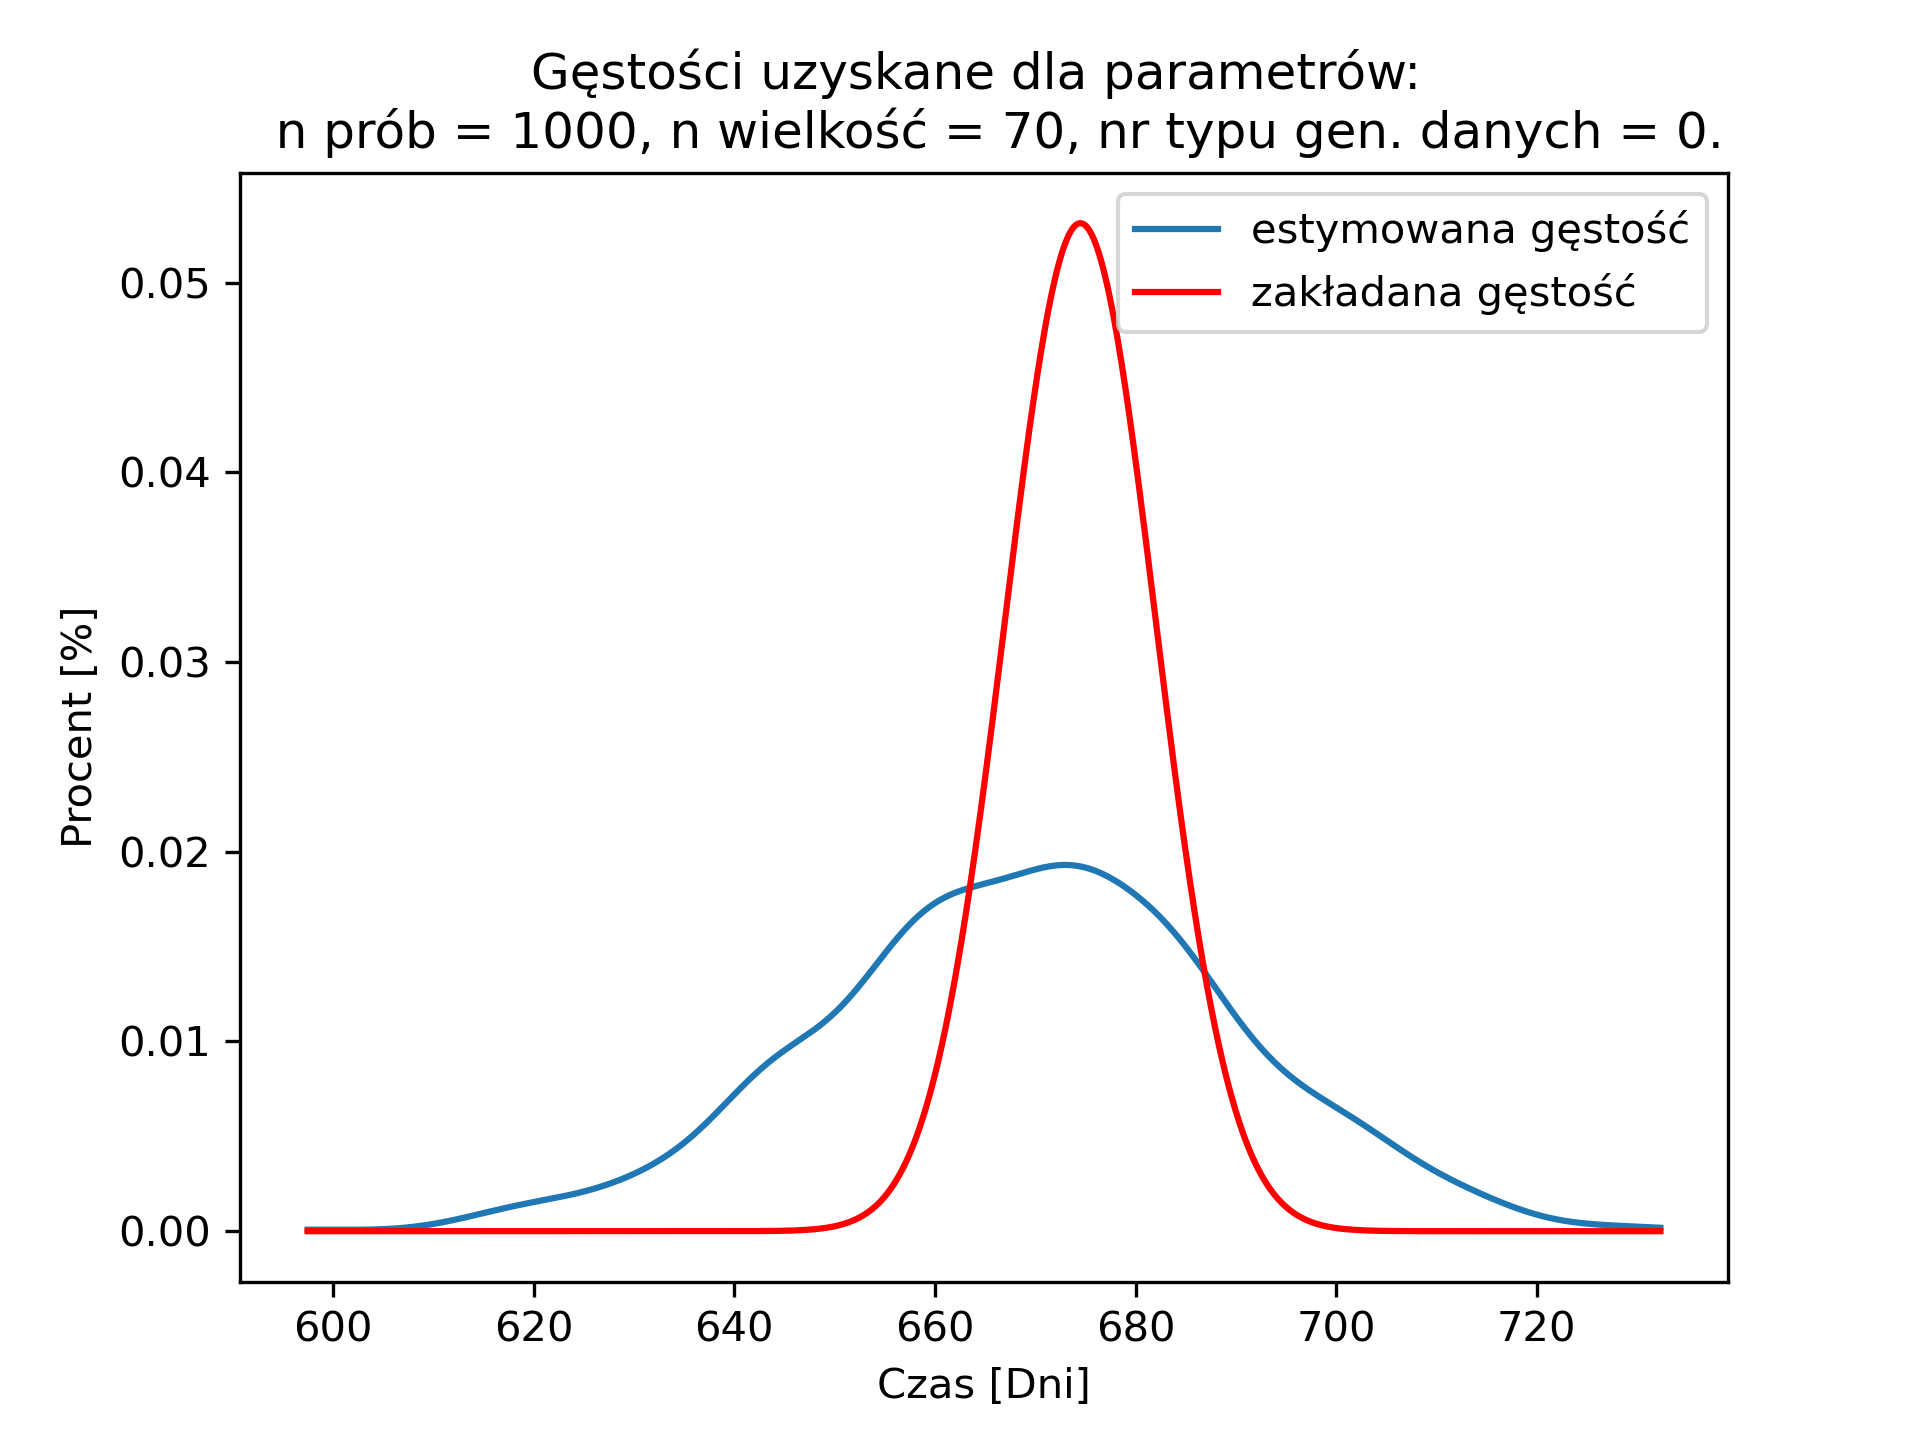 Gęstości uzyskane dla parametrów:
n prób = 1000, n wielkość = 70, nr typu gen. danych = 0.
estymowana gęstość
zakładana gęstość
0.05
0.04
0.03
0.02
0.01
0.00
Procent [%]
600 620 640 660 680 700 720
Czas [Dni]